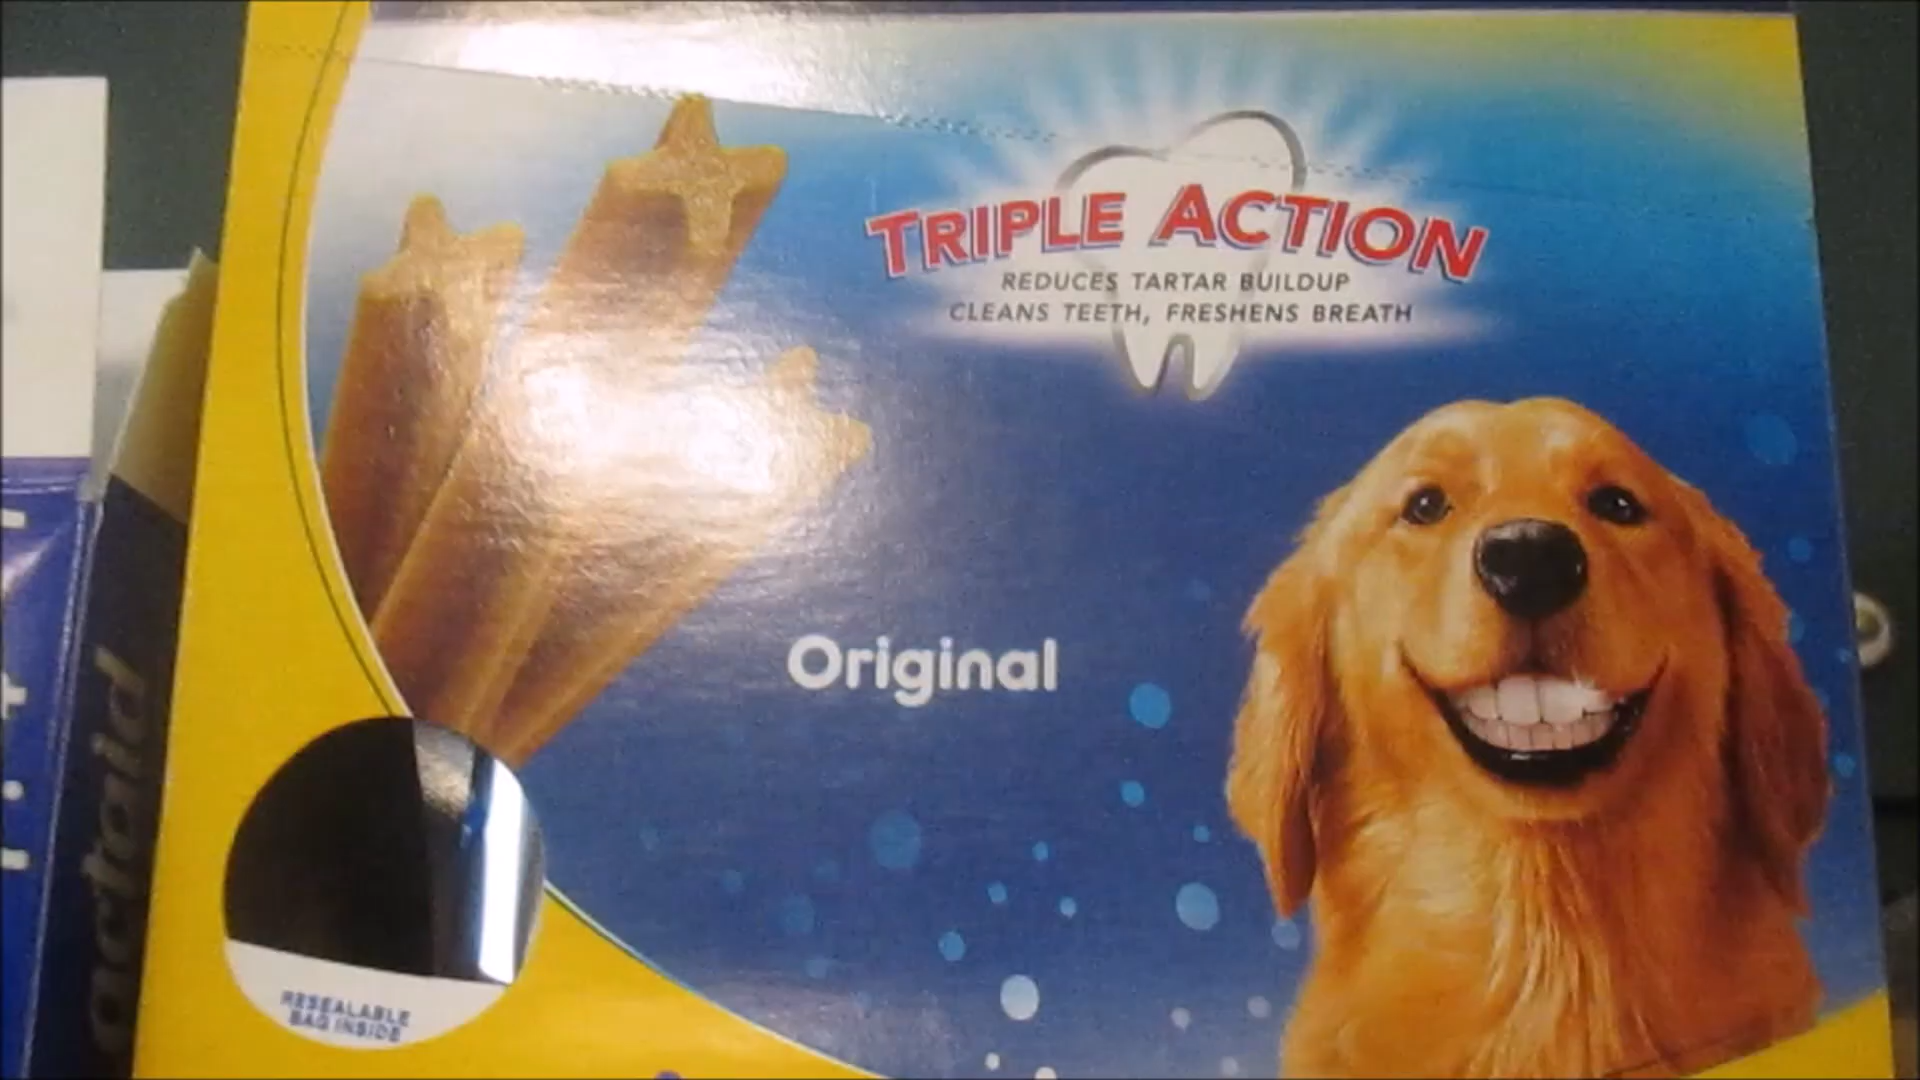 TRIPLE ACTION
REDUCES TARTAR BUILDUP
CLEANS TEETH, FRESHENS BREATH
Original
RESEALABLE
BAG INSIDE